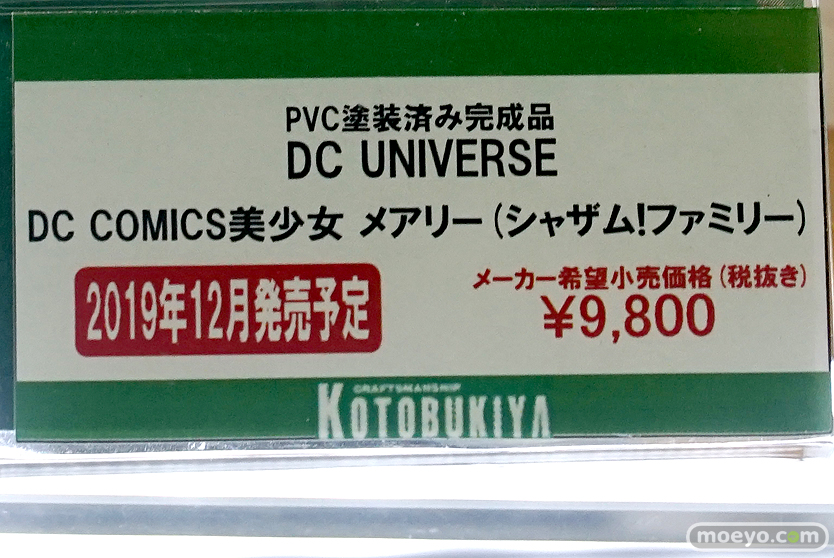 PVC塗装済み完成品
DC UNIVERSE
DC COMICS美少女 メアリー(シャザム!ファミリー)
2019年12月発売予定
メーカー希望小売価格(税抜き)
¥9,800
CRAFTSMANSHIP
KOTOBUKIYA
moeyo.com